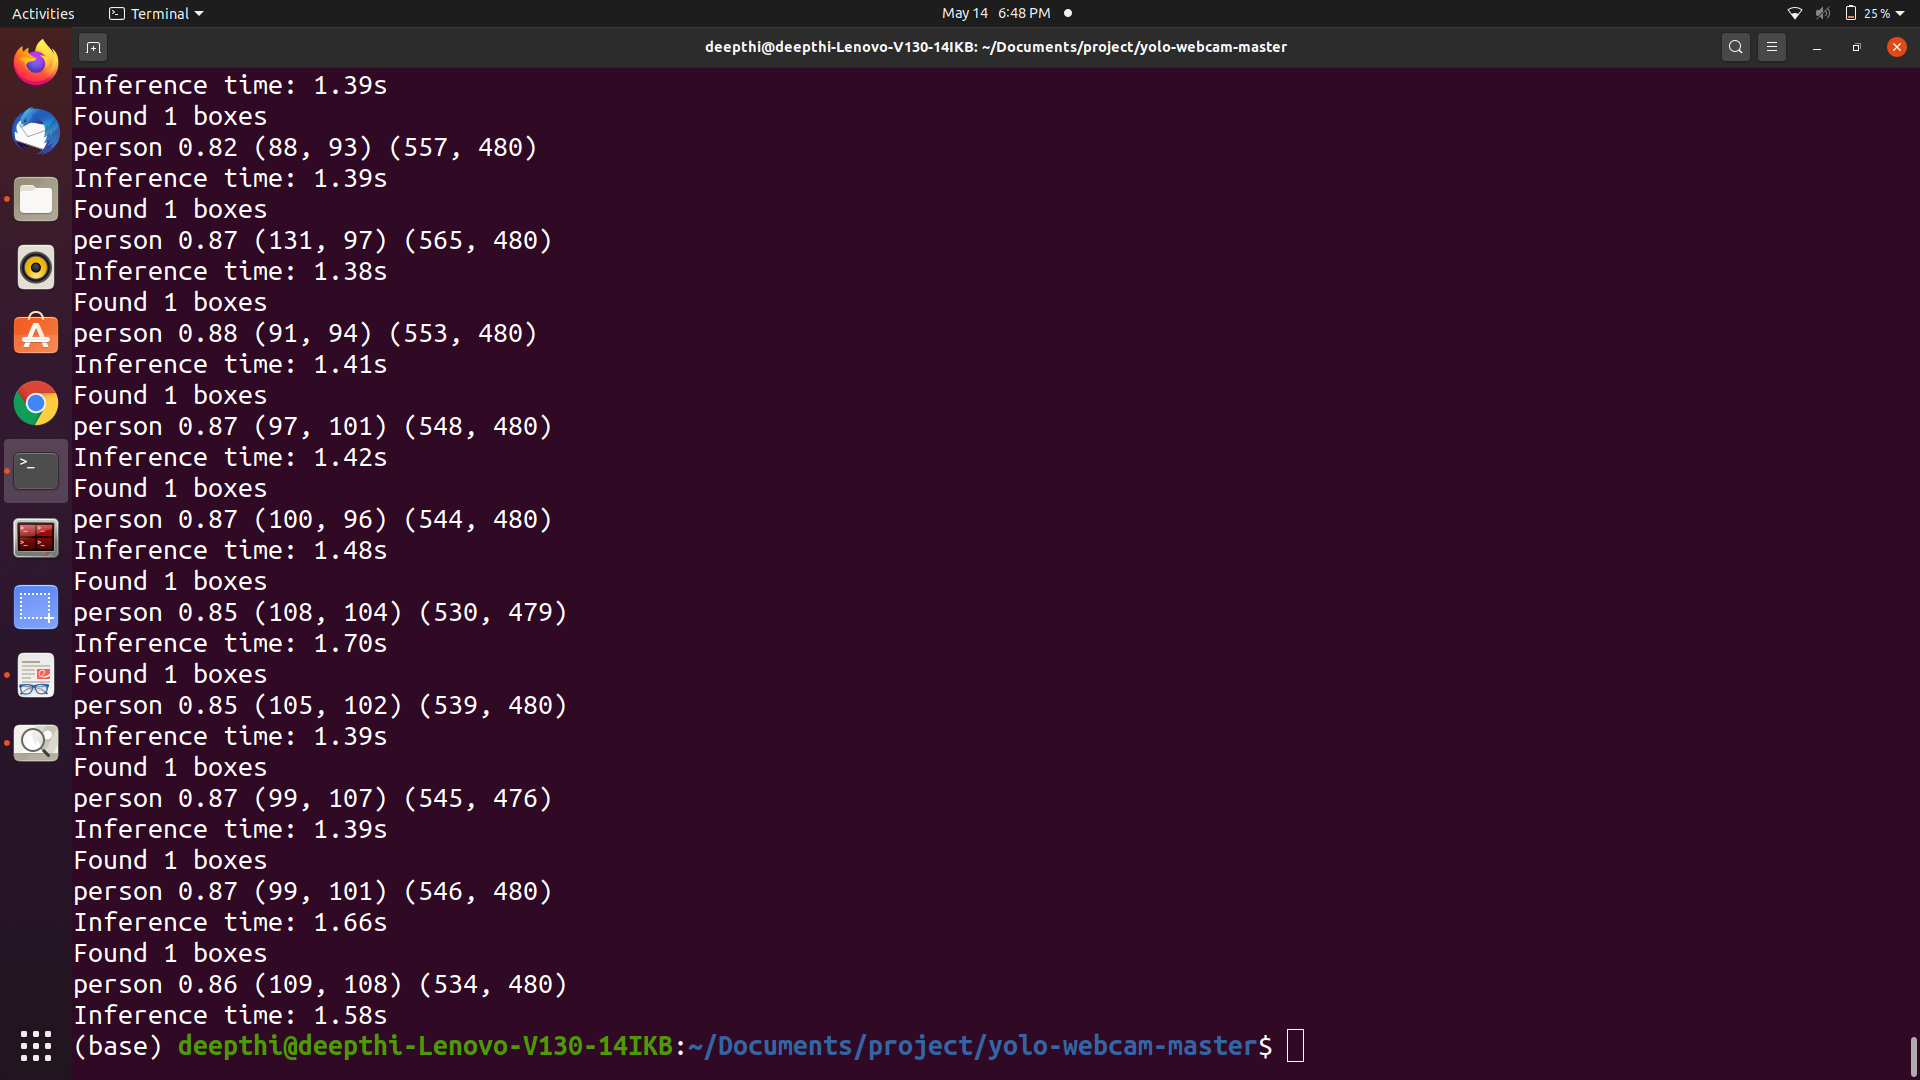 Activities
Terminal
May 14 6:48 PM
25 %
deepthi@deepthi-Lenovo-V130-14IKB: ~/Documents/project/yolo-webcam-master
Inference time: 1.39s
Found 1 boxes
person 0.82 (88, 93) (557, 480)
Inference time: 1.39s
Found 1 boxes
person 0.87 (131, 97) (565, 480)
Inference time: 1.38s
Found 1 boxes
person 0.88 (91, 94) (553, 480)
Inference time: 1.41s
Found 1 boxes
person 0.87 (97, 101) (548, 480)
Inference time: 1.42s
Found 1 boxes
person 0.87 (100, 96) (544, 480)
Inference time: 1.48s
Found 1 boxes
person 0.85 (108, 104) (530, 479)
Inference time: 1.70s
Found 1 boxes
person 0.85 (105, 102) (539, 480)
Inference time: 1.39s
Found 1 boxes
person 0.87 (99, 107) (545, 476)
Inference time: 1.39s
Found 1 boxes
person 0.87 (99, 101) (546, 480)
Inference time: 1.66s
Found 1 boxes
person 0.86 (109, 108) (534, 480)
Inference time: 1.58s
(base) deepthi@deepthi-Lenovo-V130-14IKB:~/Documents/project/yolo-webcam-master$